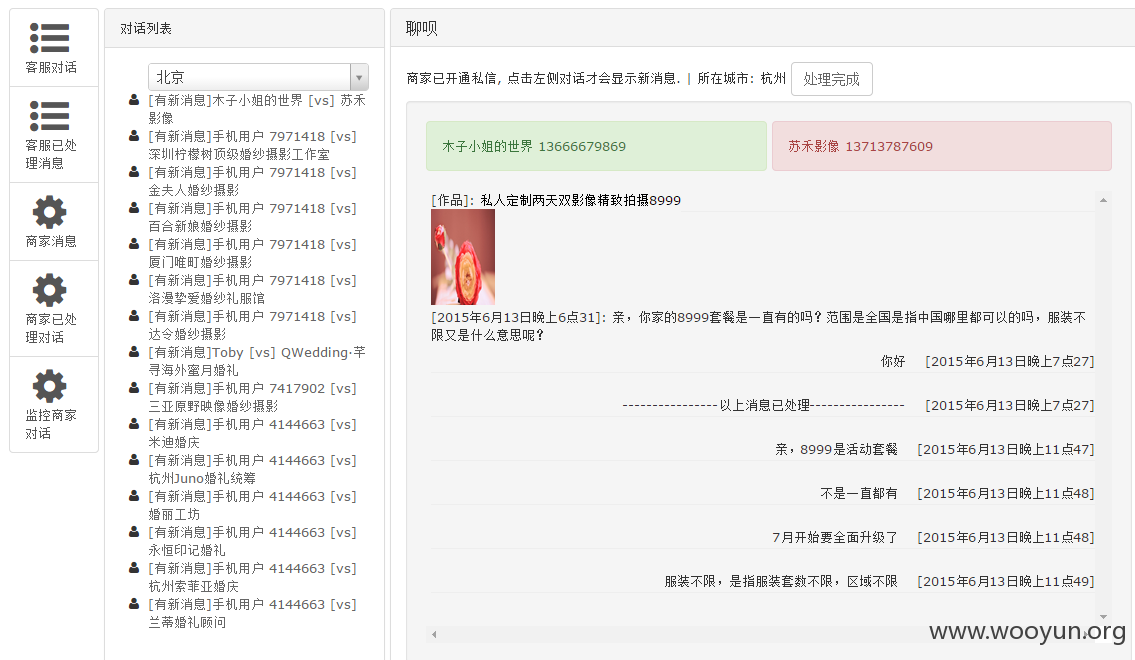 客服对话
客服已处
理消息
商家消息
商家已处
理对话
监控商家
对话
对话列表
北京
[有新消息]木子小姐的世界 [vs] 苏禾
影像
[有新消息]手机用户 7971418 [vs]
深圳柠檬树顶级婚纱摄影工作室
[有新消息]手机用户 7971418 [vs]
金夫人婚纱摄影
[有新消息]手机用户 7971418 [vs]
百合新娘婚纱摄影
[有新消息]手机用户 7971418 [vs]
厦门唯町婚纱摄影
[有新消息]手机用户 7971418 [vs]
洛漫挚爱婚纱礼服馆
[有新消息]手机用户 7971418 [vs]
达令婚纱摄影
[有新消息]Toby [vs] QWedding·芊
寻海外蜜月婚礼
[有新消息]手机用户 7417902 [vs]
三亚原野映像婚纱摄影
[有新消息]手机用户 4144663 [vs]
米迪婚庆
[有新消息]手机用户 4144663 [vs]
杭州Juno婚礼统筹
[有新消息]手机用户 4144663 [vs]
婚丽工坊
[有新消息]手机用户 4144663 [vs]
永恒印记婚礼
[有新消息]手机用户 4144663 [vs]
杭州索菲亚婚庆
[有新消息]手机用户 4144663 [vs]
兰蒂婚礼顾问
聊呗
商家已开通私信, 点击左侧对话才会显示新消息. | 所在城市: 杭州 处理完成
木子小姐的世界 13666679869
苏禾影像 13713787609
[作品]: 私人定制两天双影像精致拍摄8999
[2015年6月13日晚上6点31]: 亲，你家的8999套餐是一直有的吗？范围是全国是指中国哪里都可以的吗，服装不
限又是什么意思呢？
你好 [2015年6月13日晚上7点27]
----------------以上消息已处理---------------- [2015年6月13日晚上7点27]
亲，8999是活动套餐 [2015年6月13日晚上11点47]
不是一直都有 [2015年6月13日晚上11点48]
7月开始要全面升级了 [2015年6月13日晚上11点48]
服装不限，是指服装套数不限，区域不限 [2015年6月13日晚上11点49]
www.wooyun.org